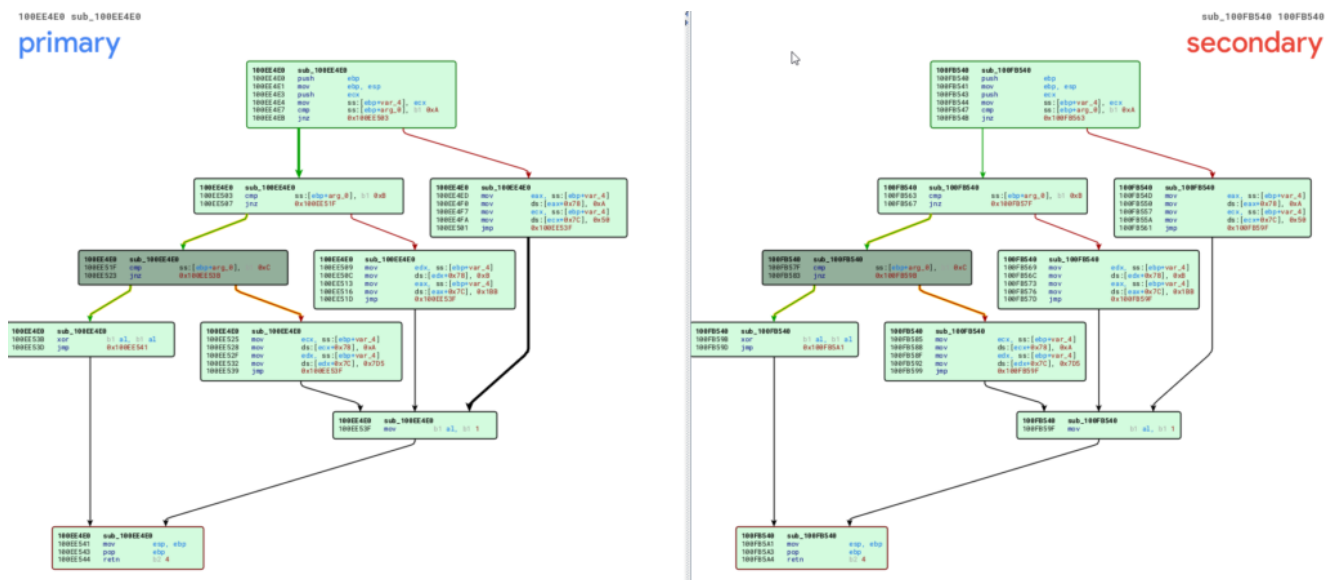 100EE4E0 sub_100EE4E0
primary
100EE4E0 sub_100EE4E0
100EE4E0 push ebp
100EE4E1 mov ebp, esp
100EE4E3 push ecx
100EE4E4 mov ss:[ebp+var_4], ecx
100EE4E7 cmp ss:[ebp+arg_0], b1 0xA
100EE4EB jnz 0x100EE503
100EE4E0 sub_100EE4E0
100EE503 cmp ss:[ebp+arg_0], b1 0xB
100EE507 jnz 0x100EE51F
100EE4E0 sub_100EE4E0
100EE4ED mov eax, ss:[ebp+var_4]
100EE4F0 mov ds:[eax+0x78], 0xA
100EE4F7 mov ecx, ss:[ebp+var_4]
100EE4FA mov ds:[ecx+0x7C], 0x50
100EE501 jmp 0x100EE53F
100EE4E0 sub_100EE4E0
100EE51F cmp ss:[ebp+arg_0], 0xC
100EE523 jnz 0x100EE53B
100EE4E0 sub_100EE4E0
100EE509 mov edx, ss:[ebp+var_4]
100EE50C mov ds:[edx+0x78], 0xB
100EE513 mov eax, ss:[ebp+var_4]
100EE516 mov ds:[eax+0x7C], 0x1BB
100EE51D jmp 0x100EE53F
100EE4E0 sub_100EE4E0
100EE53B xor b1 al, b1 al
100EE53D jmp 0x100EE541
100EE4E0 sub_100EE4E0
100EE525 mov ecx, ss:[ebp+var_4]
100EE528 mov ds:[ecx+0x78], 0xA
100EE52F mov edx, ss:[ebp+var_4]
100EE532 mov ds:[edx+0x7C], 0x7D5
100EE539 jmp 0x100EE53F
100EE4E0 sub_100EE4E0
100EE53F mov b1 al, b1 1
100EE4E0 sub_100EE4E0
100EE541 mov esp, ebp
100EE543 pop ebp
100EE544 retn b2 4
sub_100FB540 100FB540
secondary
100FB540 sub_100FB540
100FB540 push ebp
100FB541 mov ebp, esp
100FB543 push ecx
100FB544 mov ss:[ebp+var_4], ecx
100FB547 cmp ss:[ebp+arg_0], b1 0xA
100FB54B jnz 0x100FB563
100FB540 sub_100FB540
100FB563 cmp ss:[ebp+arg_0], b1 0xB
100FB567 jnz 0x100FB57F
100FB540 sub_100FB540
100FB54D mov eax, ss:[ebp+var_4]
100FB550 mov ds:[eax+0x78], 0xA
100FB557 mov ecx, ss:[ebp+var_4]
100FB55A mov ds:[ecx+0x7C], 0x50
100FB561 jmp 0x100FB59F
100FB540 sub_100FB540
100FB57F cmp ss:[ebp+arg_0], 0xC
100FB583 jnz 0x100FB59B
100FB540 sub_100FB540
100FB569 mov edx, ss:[ebp+var_4]
100FB56C mov ds:[edx+0x78], 0xB
100FB573 mov eax, ss:[ebp+var_4]
100FB576 mov ds:[eax+0x7C], 0x1BB
100FB57D jmp 0x100FB59F
100FB540 sub_100FB540
100FB59B xor b1 al, b1 al
100FB59D jmp 0x100FB5A1
100FB540 sub_100FB540
100FB585 mov ecx, ss:[ebp+var_4]
100FB588 mov ds:[ecx+0x78], 0xA
100FB58F mov edx, ss:[ebp+var_4]
100FB592 mov ds:[edx+0x7C], 0x7D5
100FB599 jmp 0x100FB59F
100FB540 sub_100FB540
100FB59F mov b1 al, b1 1
100FB540 sub_100FB540
100FB5A1 mov esp, ebp
100FB5A3 pop ebp
100FB5A4 retn b2 4